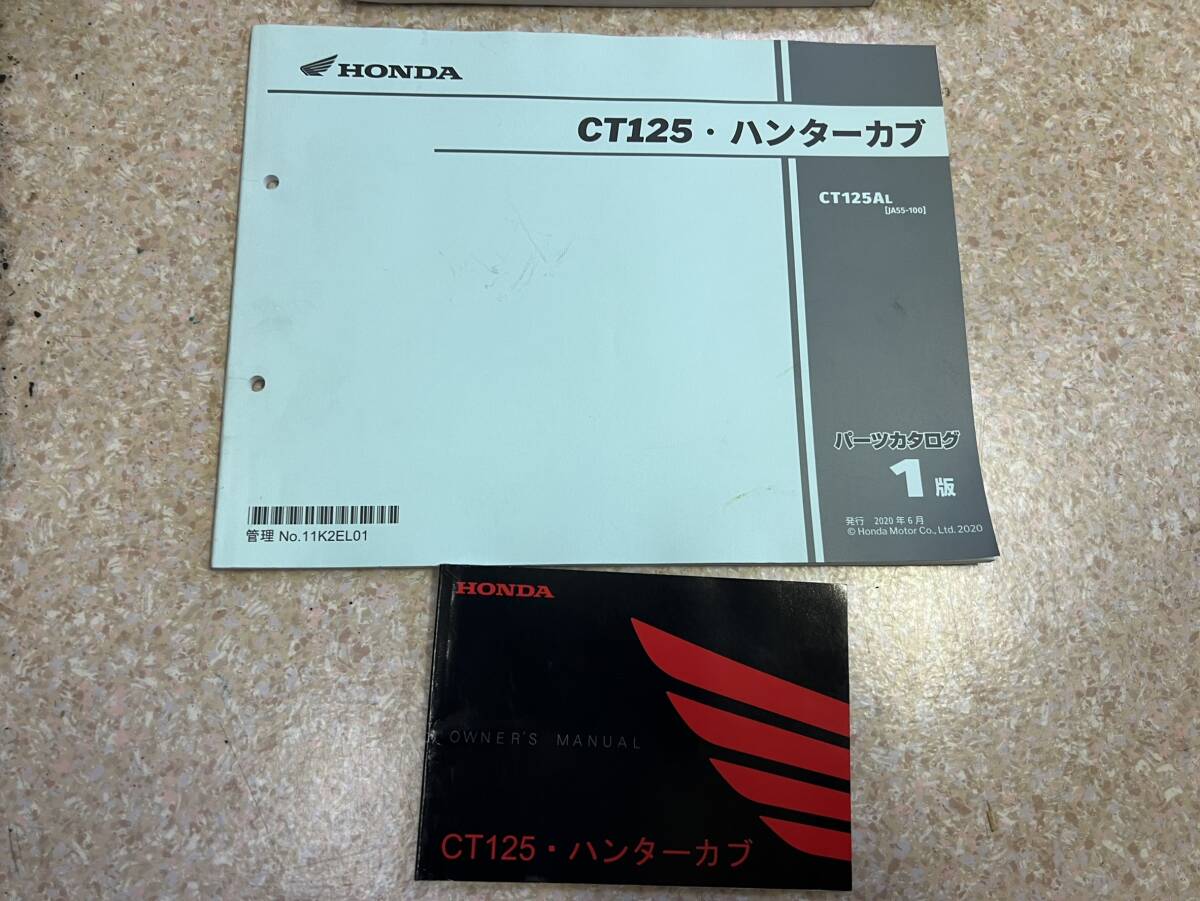 HONDA
CT125・ハンターカブ
CT125AL
[JA55-100]
パーツカタログ
1版
発行 2020年6月
© Honda Motor Co., Ltd. 2020
管理 No.11K2EL01
HONDA
OWNER'S MANUAL
CT125・ハンターカブ